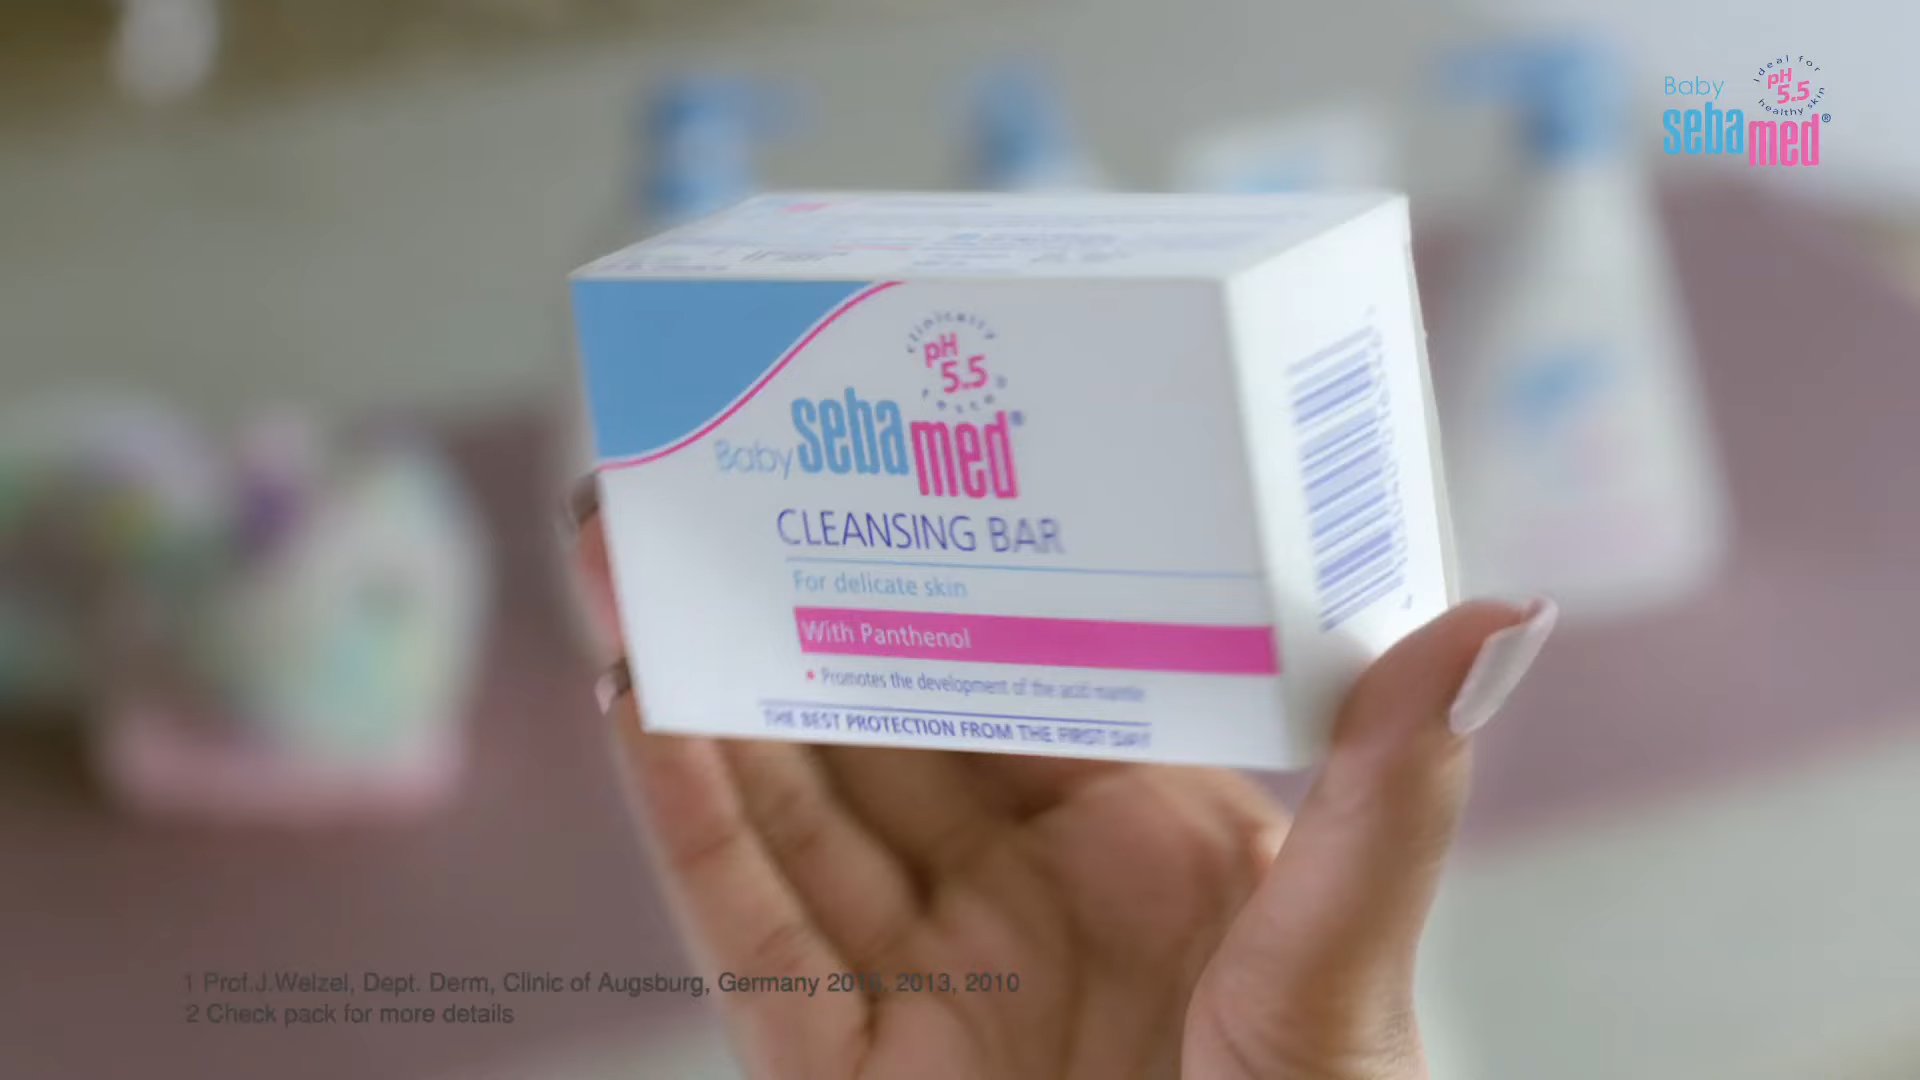 Baby
sebamed®
ideal for
pH
5.5
healthy skin
clinically
pH
5.5
tested
Baby sebamed®
CLEANSING BAR
For delicate skin
With Panthenol
• Promotes the development of the acid mantle
THE BEST PROTECTION FROM THE FIRST DAY
1 Prof.J.Welzel, Dept. Derm, Clinic of Augsburg, Germany 2013, 2010
2 Check pack for more details